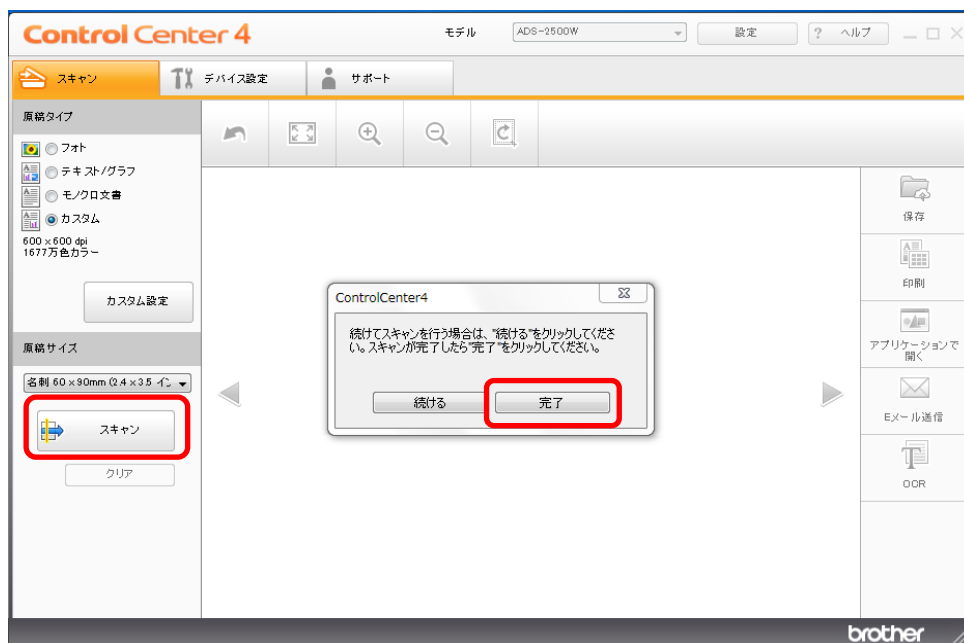 Control Center 4
モデル
ADS-2500W
設定
? ヘルプ
スキャン
デバイス設定
サポート
原稿タイプ
フォト
テキスト/グラフ
モノクロ文書
カスタム
600 x 600 dpi
1677万色カラー
カスタム設定
原稿サイズ
名刺 60 x 90mm (2.4 x 3.5 イ
スキャン
クリア
ControlCenter4
続けてスキャンを行う場合は、"続ける"をクリックしてくださ
い。スキャンが完了したら"完了"をクリックしてください。
続ける
完了
保存
印刷
アプリケーションで
開く
Eメール送信
OCR
brother